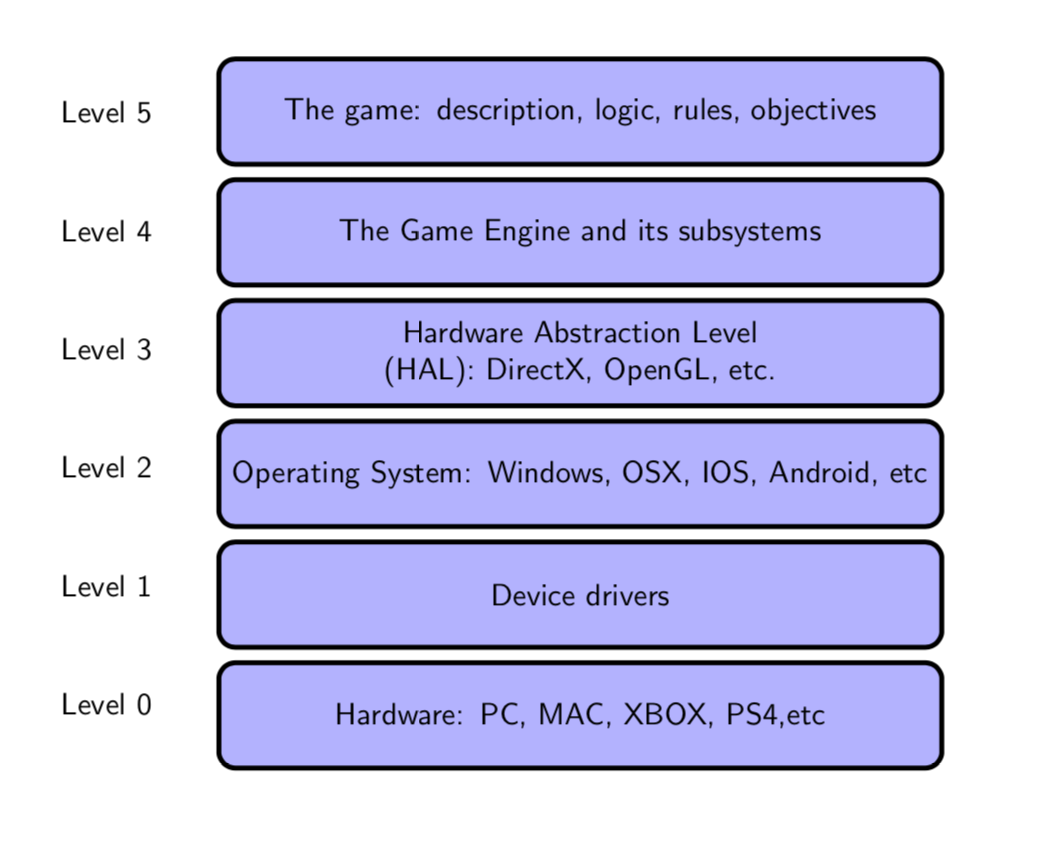 Level 5
The game: description, logic, rules, objectives
Level 4
The Game Engine and its subsystems
Level 3
Hardware Abstraction Level
(HAL): DirectX, OpenGL, etc.
Level 2
Operating System: Windows, OSX, IOS, Android, etc
Level 1
Device drivers
Level 0
Hardware: PC, MAC, XBOX, PS4,etc